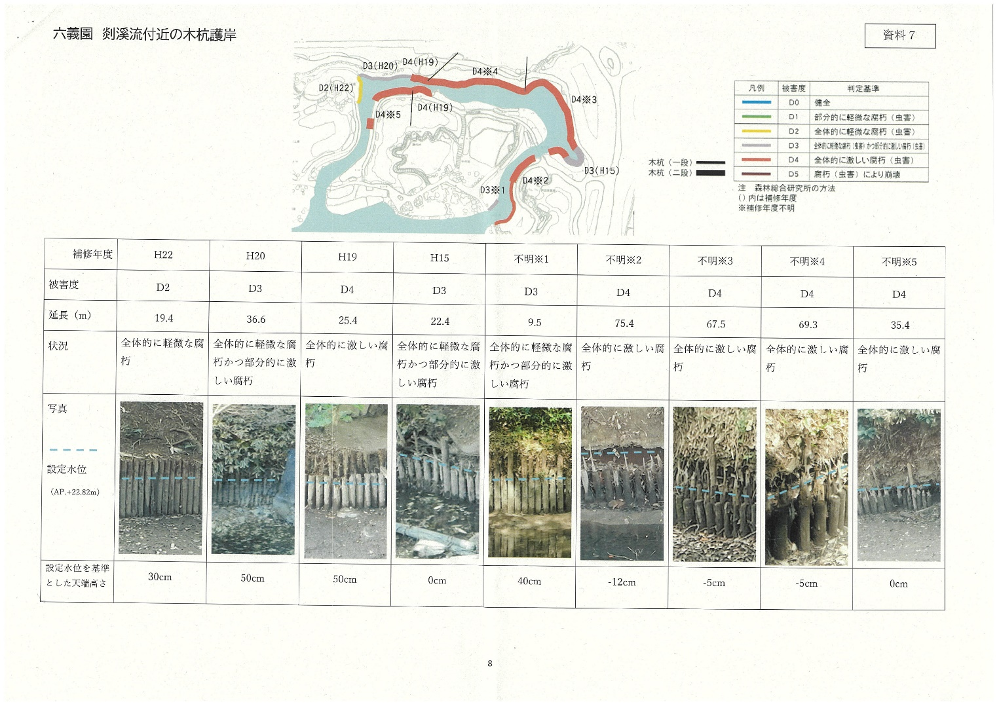 六義園 剡溪流付近の木杭護岸
資料7
D3(H20)
D4(H19)
D4※4
D2(H22)
D4※3
D4(H19)
D4※5
D3(H15)
D4※2
D3※1
木杭（一段）
木杭（二段）
凡例 被害度 判定基準
D0 健全
D1 部分的に軽微な腐朽（虫害）
D2 全体的に軽微な腐朽（虫害）
D3 全体的に軽微な腐朽（虫害）かつ部分的に激しい腐朽（虫害）
D4 全体的に激しい腐朽（虫害）
D5 腐朽（虫害）により崩壊
注 森林総合研究所の方法
()内は補修年度
※補修年度不明
補修年度 H22 H20 H19 H15 不明※1 不明※2 不明※3 不明※4 不明※5
被害度 D2 D3 D4 D3 D3 D4 D4 D4 D4
延長（m） 19.4 36.6 25.4 22.4 9.5 75.4 67.5 69.3 35.4
状況 全体的に軽微な腐 全体的に軽微な腐 全体的に激しい腐 全体的に軽微な腐 全体的に軽微な腐 全体的に激しい腐 全体的に激しい腐 全体的に激しい腐 全体的に激しい腐
朽 朽かつ部分的に激 朽 朽かつ部分的に激 朽かつ部分的に激 朽 朽 朽 朽
しい腐朽 しい腐朽 しい腐朽
写真
設定水位
（AP.+22.82m）
設定水位を基準
とした天端高さ 30cm 50cm 50cm 0cm 40cm -12cm -5cm -5cm 0cm
8